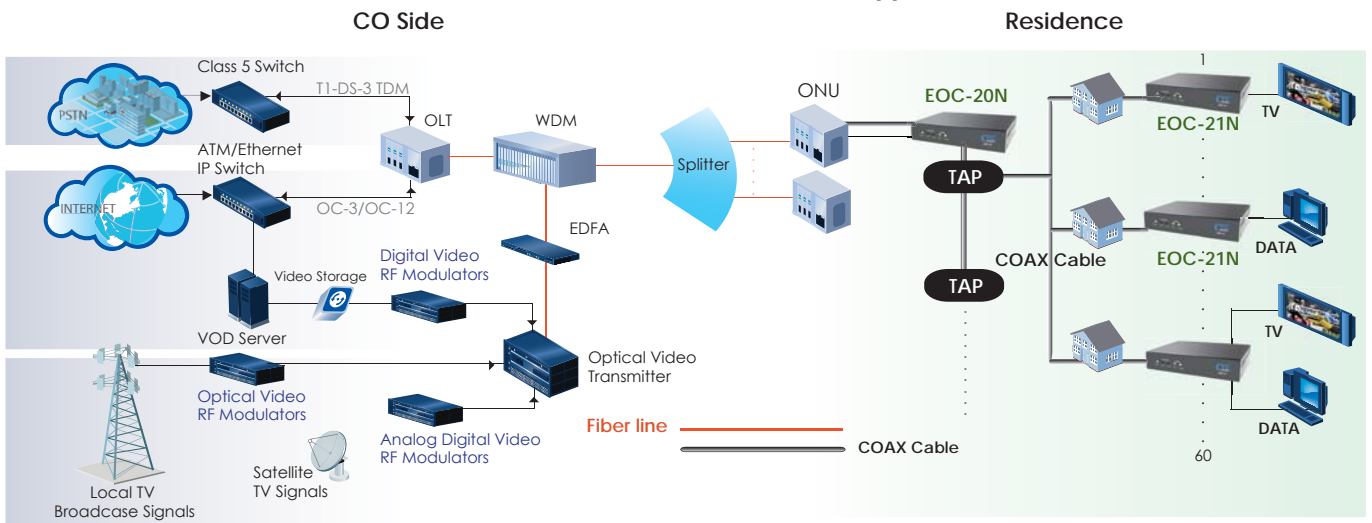 CO Side
Residence
Class 5 Switch
T1-DS-3 TDM
PSTN
OLT
WDM
ONU
EOC-20N
1
TV
EOC-21N
ATM/Ethernet
IP Switch
Splitter
TAP
INTERNET
OC-3/OC-12
EDFA
DATA
Digital Video
RF Modulators
COAX Cable
EOC-21N
Video Storage
TAP
VOD Server
TV
Optical Video
Transmitter
Optical Video
RF Modulators
Fiber line
DATA
Analog Digital Video
RF Modulators
COAX Cable
60
Satellite
TV Signals
Local TV
Broadcase Signals